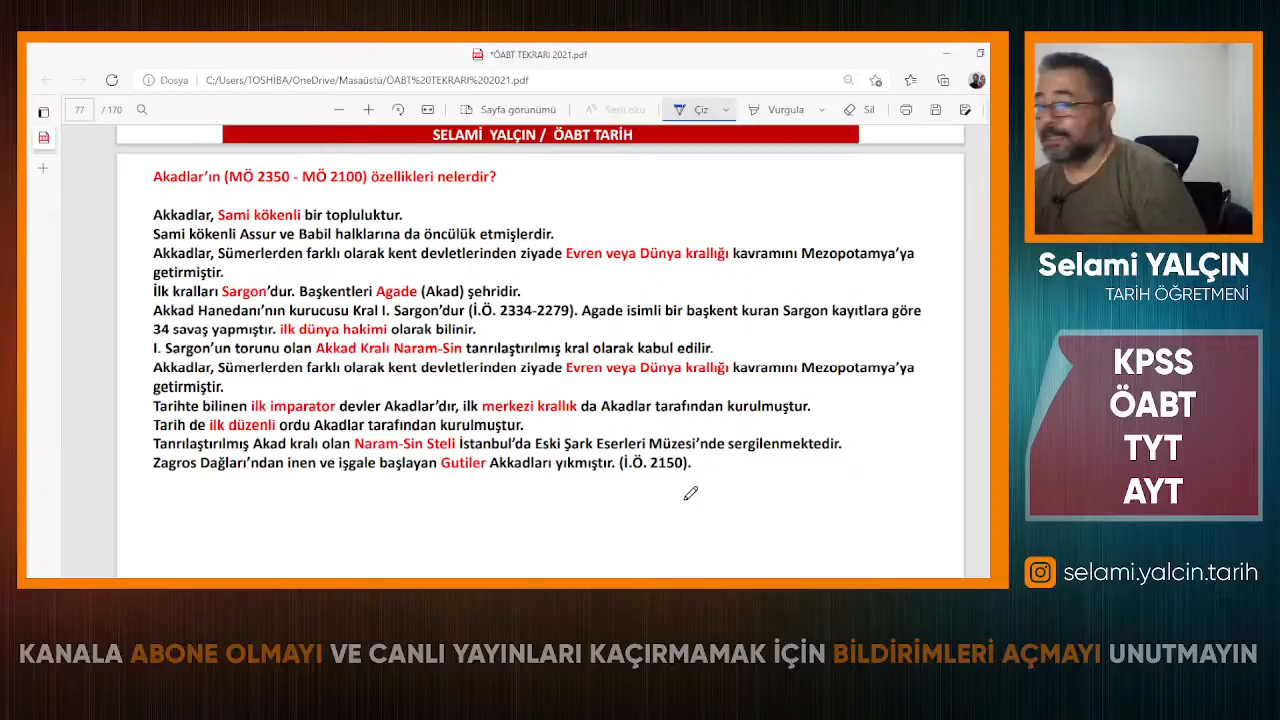 *ÖABT TEKRARI 2021.pdf
Dosya C:/Users/TOSHIBA/OneDrive/Masaüstü/ÖABT%20TEKRARI%202021.pdf
77 / 170 Sayfa görünümü Sesli oku Çiz Vurgula Sil
SELAMİ YALÇIN / ÖABT TARİH
Akadlar’ın (MÖ 2350 - MÖ 2100) özellikleri nelerdir?
Akkadlar, Sami kökenli bir topluluktur.
Sami kökenli Assur ve Babil halklarına da öncülük etmişlerdir.
Akkadlar, Sümerlerden farklı olarak kent devletlerinden ziyade Evren veya Dünya krallığı kavramını Mezopotamya’ya
getirmiştir.
İlk kralları Sargon’dur. Başkentleri Agade (Akad) şehridir.
Akkad Hanedanı’nın kurucusu Kral I. Sargon’dur (İ.Ö. 2334-2279). Agade isimli bir başkent kuran Sargon kayıtlara göre
34 savaş yapmıştır. ilk dünya hakimi olarak bilinir.
I. Sargon’un torunu olan Akkad Kralı Naram-Sin tanrılaştırılmış kral olarak kabul edilir.
Akkadlar, Sümerlerden farklı olarak kent devletlerinden ziyade Evren veya Dünya krallığı kavramını Mezopotamya’ya
getirmiştir.
Tarihte bilinen ilk imparator devler Akadlar’dır, ilk merkezi krallık da Akadlar tarafından kurulmuştur.
Tarih de ilk düzenli ordu Akadlar tarafından kurulmuştur.
Tanrılaştırılmış Akad kralı olan Naram-Sin Steli İstanbul’da Eski Şark Eserleri Müzesi’nde sergilenmektedir.
Zagros Dağları’ndan inen ve işgale başlayan Gutiler Akkadları yıkmıştır. (İ.Ö. 2150).
Selami YALÇIN
TARİH ÖĞRETMENİ
KPSS
ÖABT
TYT
AYT
selami.yalcin.tarih
KANALA ABONE OLMAYI VE CANLI YAYINLARI KAÇIRMAMAK İÇİN BİLDİRİMLERİ AÇMAYI UNUTMAYIN